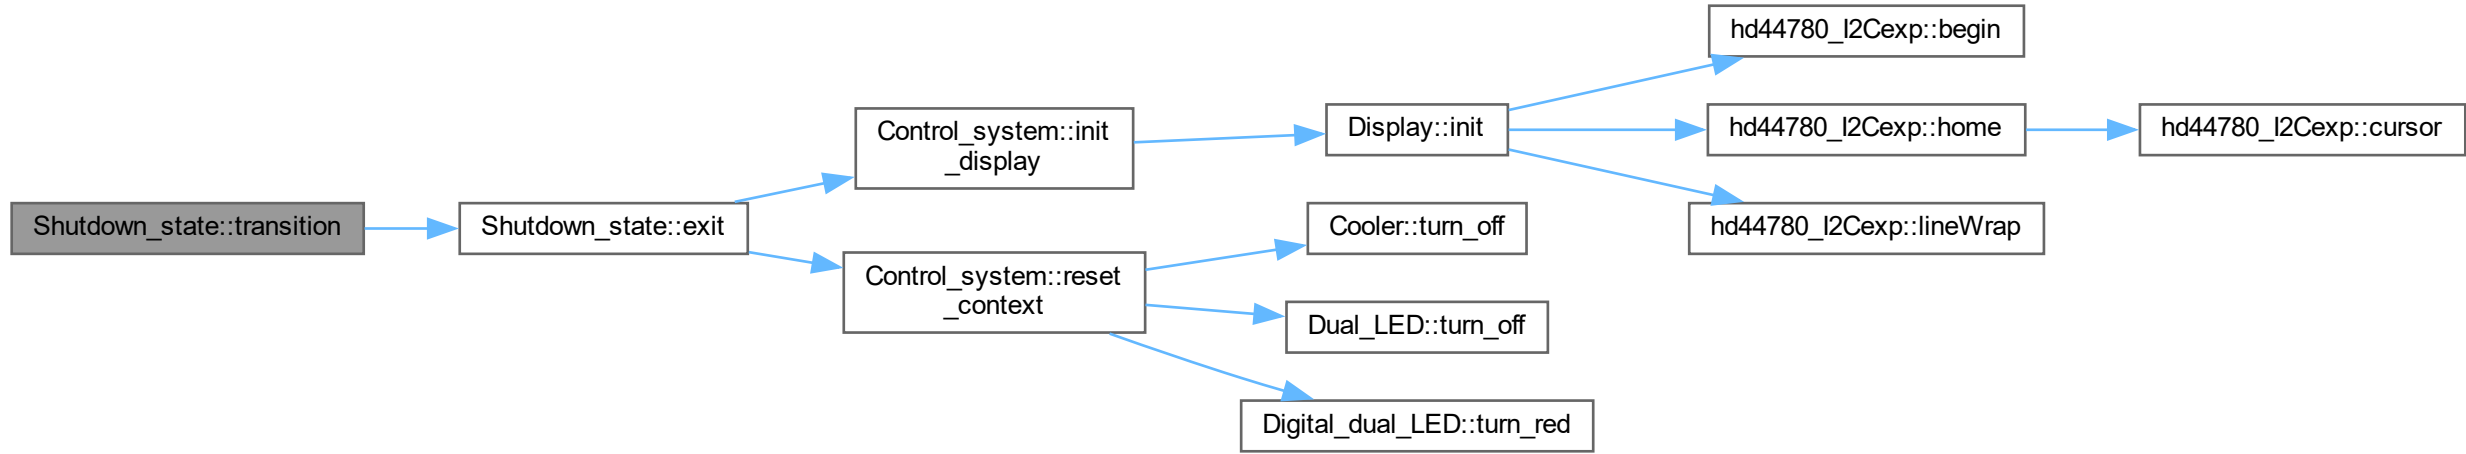 Shutdown_state::transition
Shutdown_state::exit
Control_system::init
_display
Display::init
hd44780_I2Cexp::begin
hd44780_I2Cexp::home
hd44780_I2Cexp::cursor
hd44780_I2Cexp::lineWrap
Control_system::reset
_context
Cooler::turn_off
Dual_LED::turn_off
Digital_dual_LED::turn_red